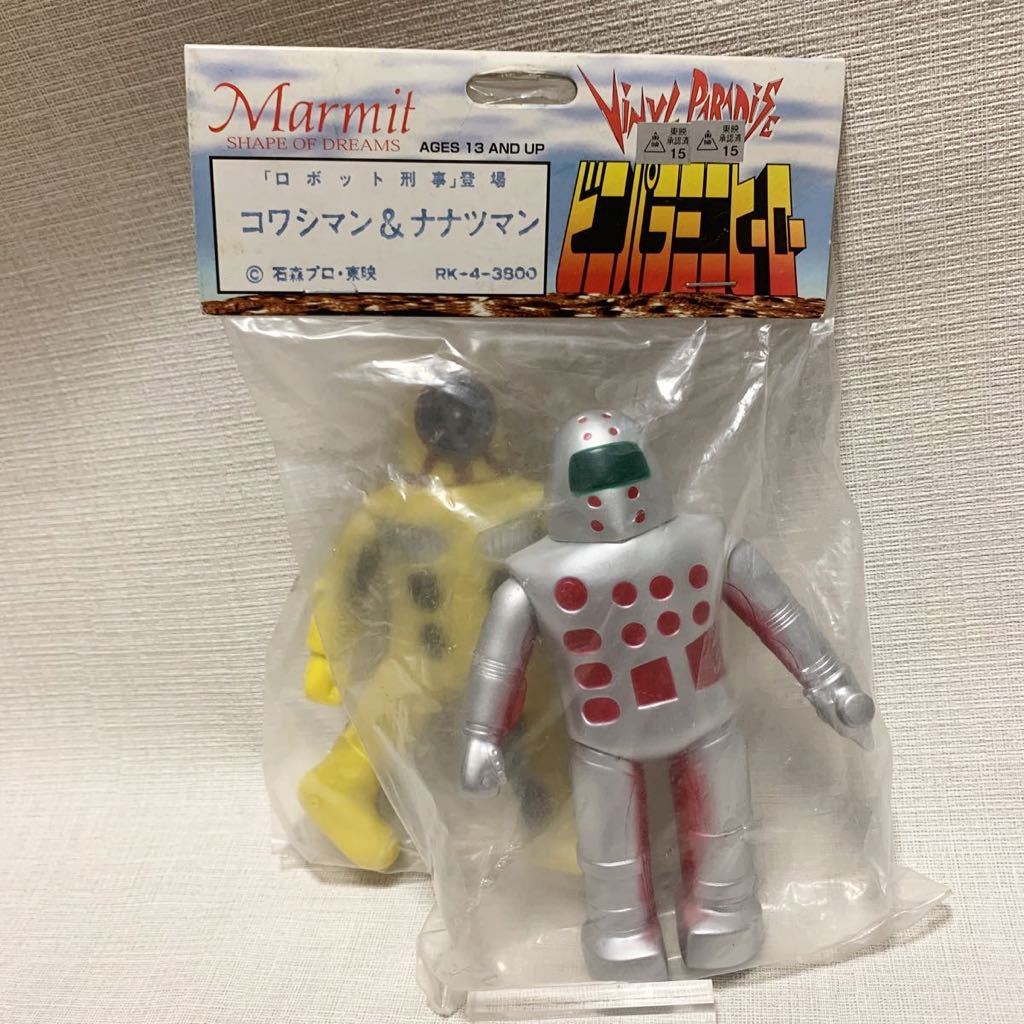 Marmit
SHAPE OF DREAMS
AGES 13 AND UP
VINYL PARADISE
東映
承認済
15
東映
承認済
15
「ロボット刑事」登場
コワシマン&ナナツマン
© 石森プロ・東映 RK-4-3800
ビニパラヒーロー